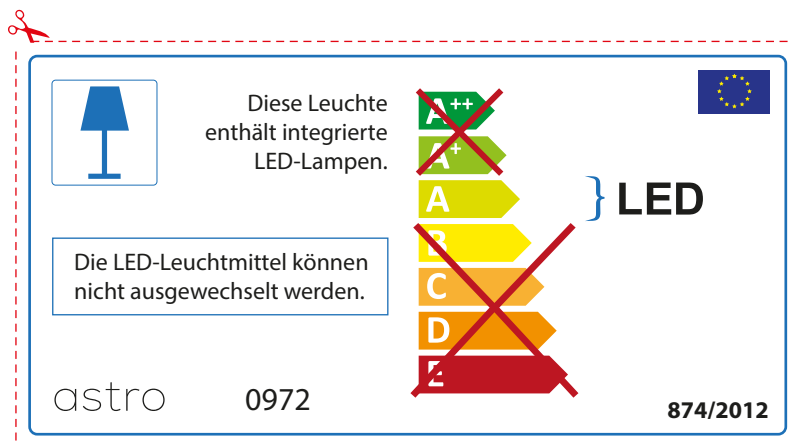 Diese Leuchte
enthält integrierte
LED-Lampen.
Die LED-Leuchtmittel können
nicht ausgewechselt werden.
A++
A+
A
B
C
D
E
LED
astro 0972
874/2012